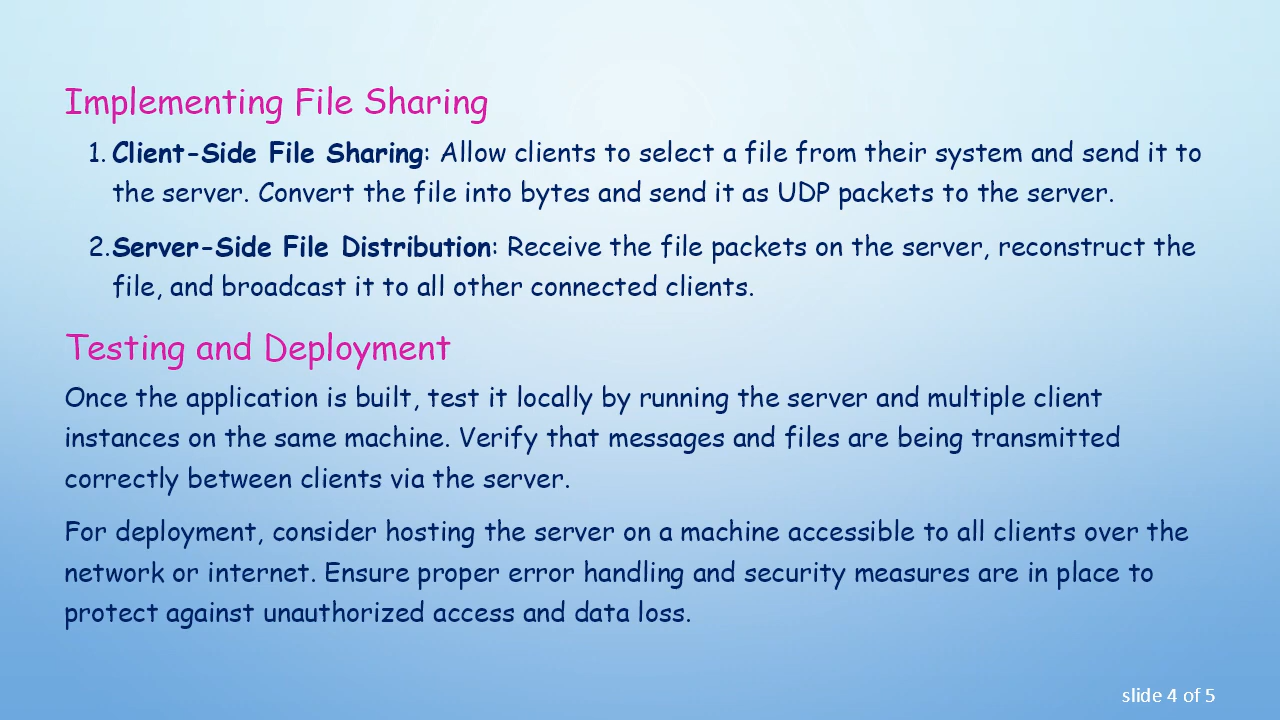 Implementing File Sharing
1. Client-Side File Sharing: Allow clients to select a file from their system and send it to
the server. Convert the file into bytes and send it as UDP packets to the server.
2.Server-Side File Distribution: Receive the file packets on the server, reconstruct the
file, and broadcast it to all other connected clients.
Testing and Deployment
Once the application is built, test it locally by running the server and multiple client
instances on the same machine. Verify that messages and files are being transmitted
correctly between clients via the server.
For deployment, consider hosting the server on a machine accessible to all clients over the
network or internet. Ensure proper error handling and security measures are in place to
protect against unauthorized access and data loss.
slide 4 of 5